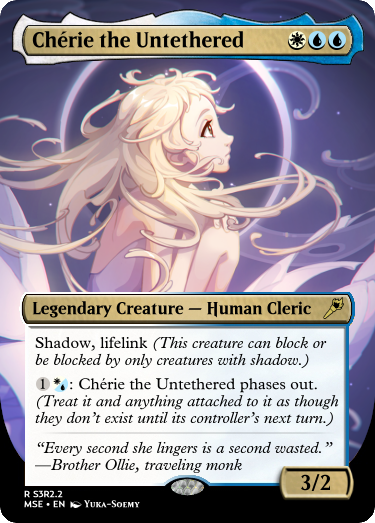 Chérie the Untethered
Legendary Creature — Human Cleric
Shadow, lifelink (This creature can block or
be blocked by only creatures with shadow.)
1 : Chérie the Untethered phases out.
(Treat it and anything attached to it as though
they don't exist until its controller's next turn.)
"Every second she lingers is a second wasted."
—Brother Ollie, traveling monk
3/2
R S3R2.2
MSE • EN Yuka-Soemy